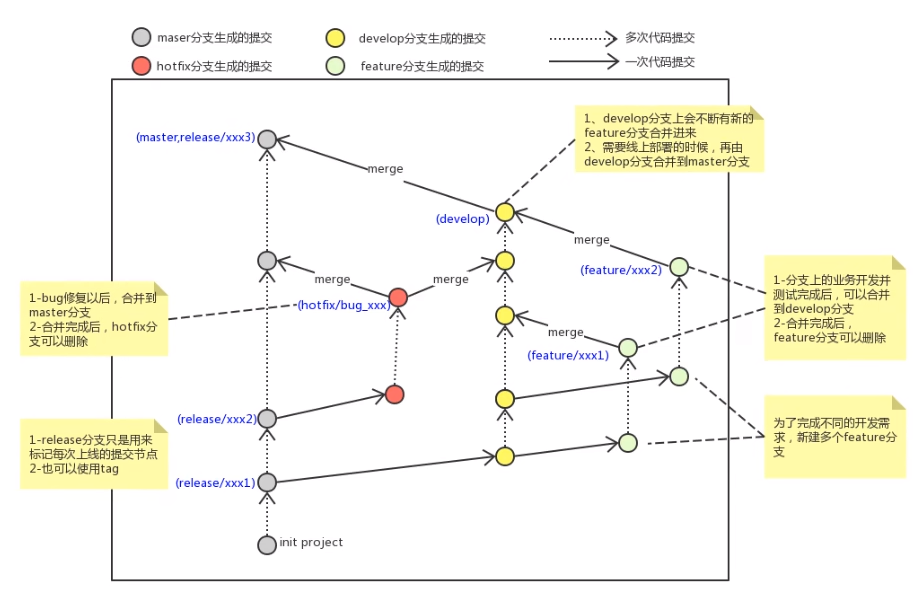 maser分支生成的提交
develop分支生成的提交
多次代码提交
hotfix分支生成的提交
feature分支生成的提交
一次代码提交
1、develop分支上会不断有新的
feature分支合并进来
2、需要线上部署的时候，再由
develop分支合并到master分支
(master,release/xxx3)
merge
(develop)
merge
(feature/xxx2)
1-分支上的业务开发并
测试完成后，可以合并
到develop分支
2-合并完成后，
feature分支可以删除
merge
merge
1-bug修复以后，合并到
master分支
2-合并完成后，hotfix分
支可以删除
(hotfix/bug_xxx)
merge
(feature/xxx1)
(release/xxx2)
为了完成不同的开发需
求，新建多个feature分
支
1-release分支只是用来
标记每次上线的提交节点
2-也可以使用tag
(release/xxx1)
init project